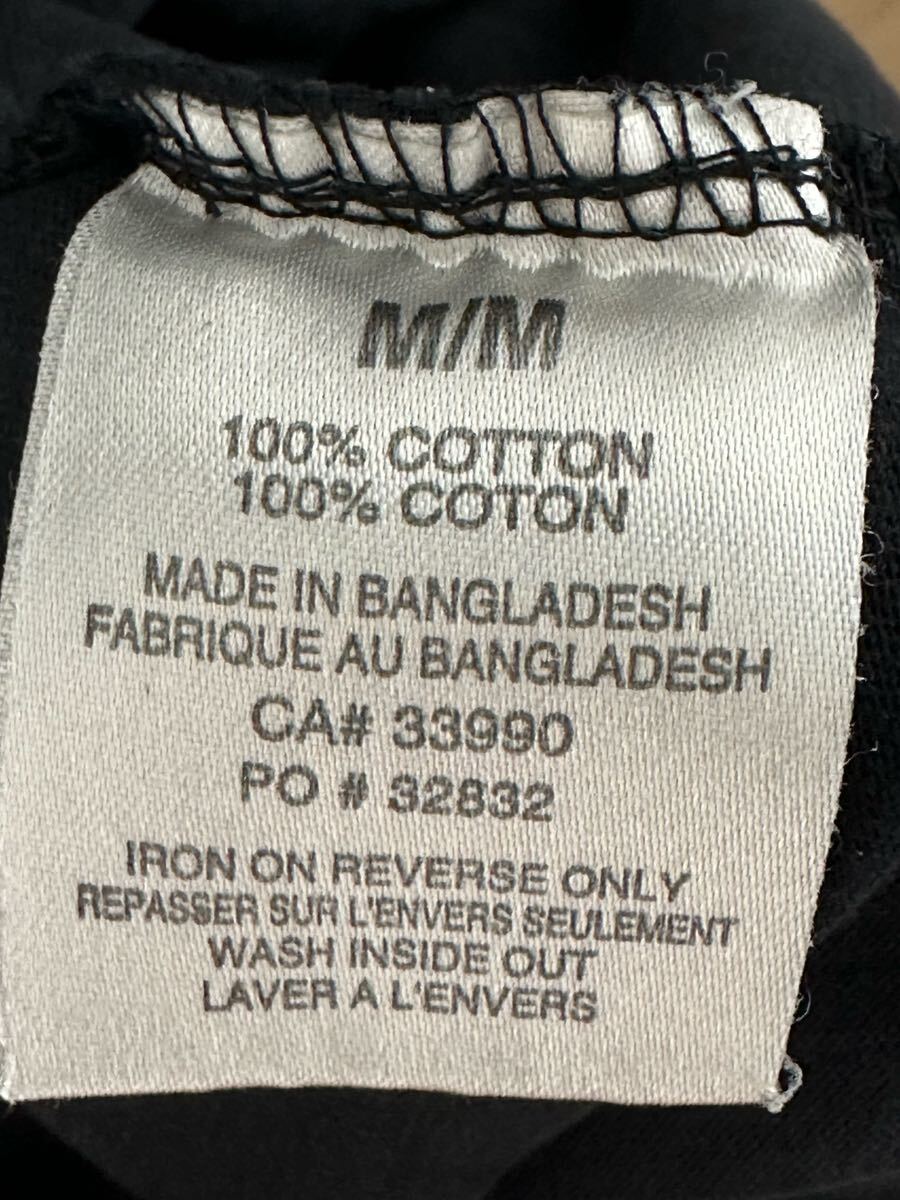 M/M
100% COTTON
100% COTON
MADE IN BANGLADESH
FABRIQUE AU BANGLADESH
CA# 33990
PO # 32832
IRON ON REVERSE ONLY
REPASSER SUR L'ENVERS SEULEMENT
WASH INSIDE OUT
LAVER A L'ENVERS